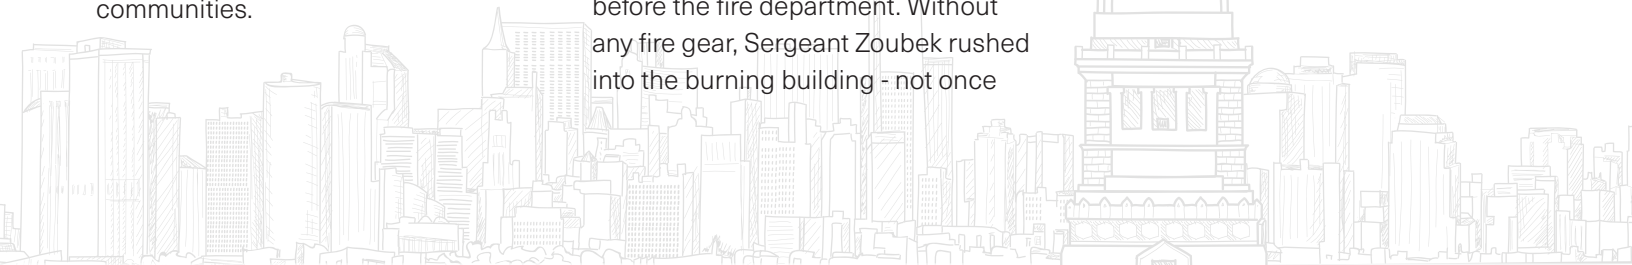 communities.
before the fire department. Without
any fire gear, Sergeant Zoubek rushed
into the burning building - not once